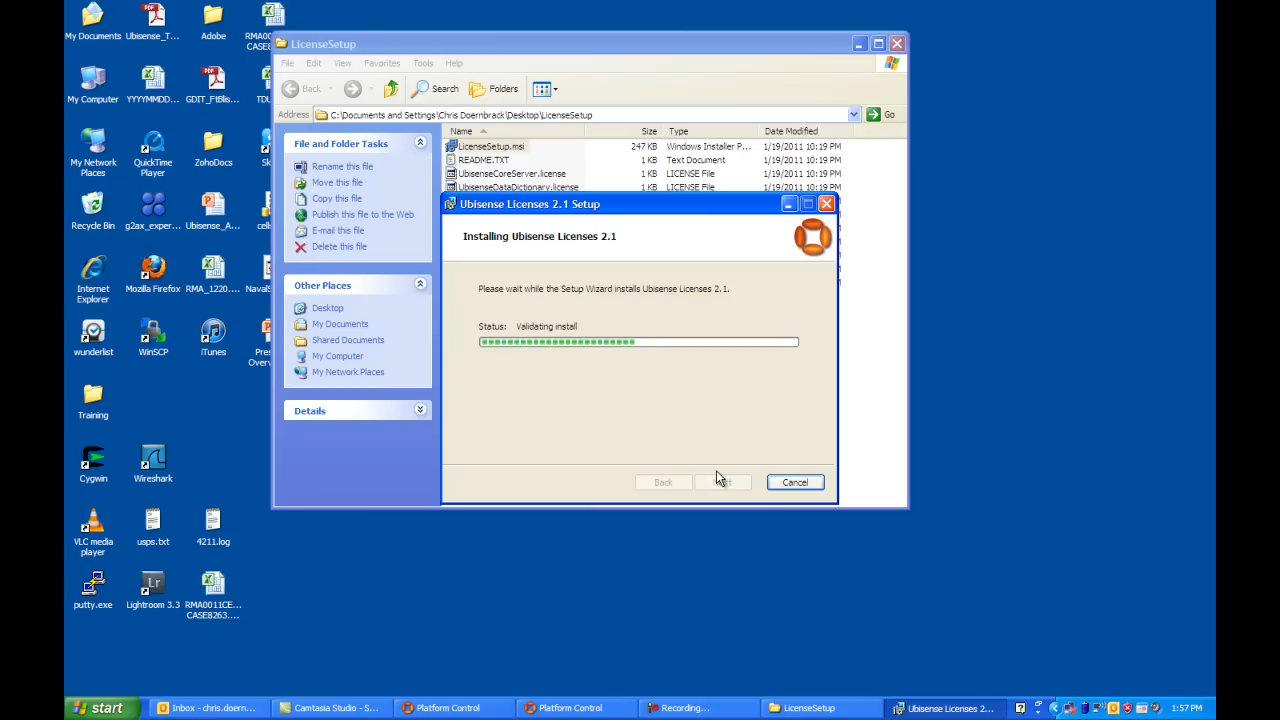 My Documents
Ubisense_T...
Adobe
RMA00
CASE8
My Computer
YYYYMMDD...
GDIT_FtBlis...
TDU
My Network
Places
QuickTime
Player
ZohoDocs
Sk
Recycle Bin
g2ax_exper...
Ubisense_A...
cell
Internet
Explorer
Mozilla Firefox
RMA_1220....
NavalS
wunderlist
WinSCP
iTunes
Pres
Overv
Training
Cygwin
Wireshark
VLC media
player
usps.txt
4211.log
putty.exe
Lr
Lightroom 3.3
RMA0011CE...
CASE8263....
LicenseSetup
File Edit View Favorites Tools Help
Back Search Folders
Address C:\Documents and Settings\Chris Doernbrack\Desktop\LicenseSetup Go
File and Folder Tasks
Rename this file
Move this file
Copy this file
Publish this file to the Web
E-mail this file
Delete this file
Other Places
Desktop
My Documents
Shared Documents
My Computer
My Network Places
Details
Name Size Type Date Modified
LicenseSetup.msi 247 KB Windows Installer P... 1/19/2011 10:19 PM
README.TXT 1 KB Text Document 1/19/2011 10:19 PM
UbisenseCoreServer.license 1 KB LICENSE File 1/19/2011 10:19 PM
UbisenseDataDictionary.license 1 KB LICENSE File 1/19/2011 10:19 PM
Ubisense Licenses 2.1 Setup
Installing Ubisense Licenses 2.1
Please wait while the Setup Wizard installs Ubisense Licenses 2.1.
Status: Validating install
Back
Cancel
start
Inbox - chris.doern...
Camtasia Studio - S...
Platform Control
Platform Control
Recording...
LicenseSetup
Ubisense Licenses 2...
1:57 PM